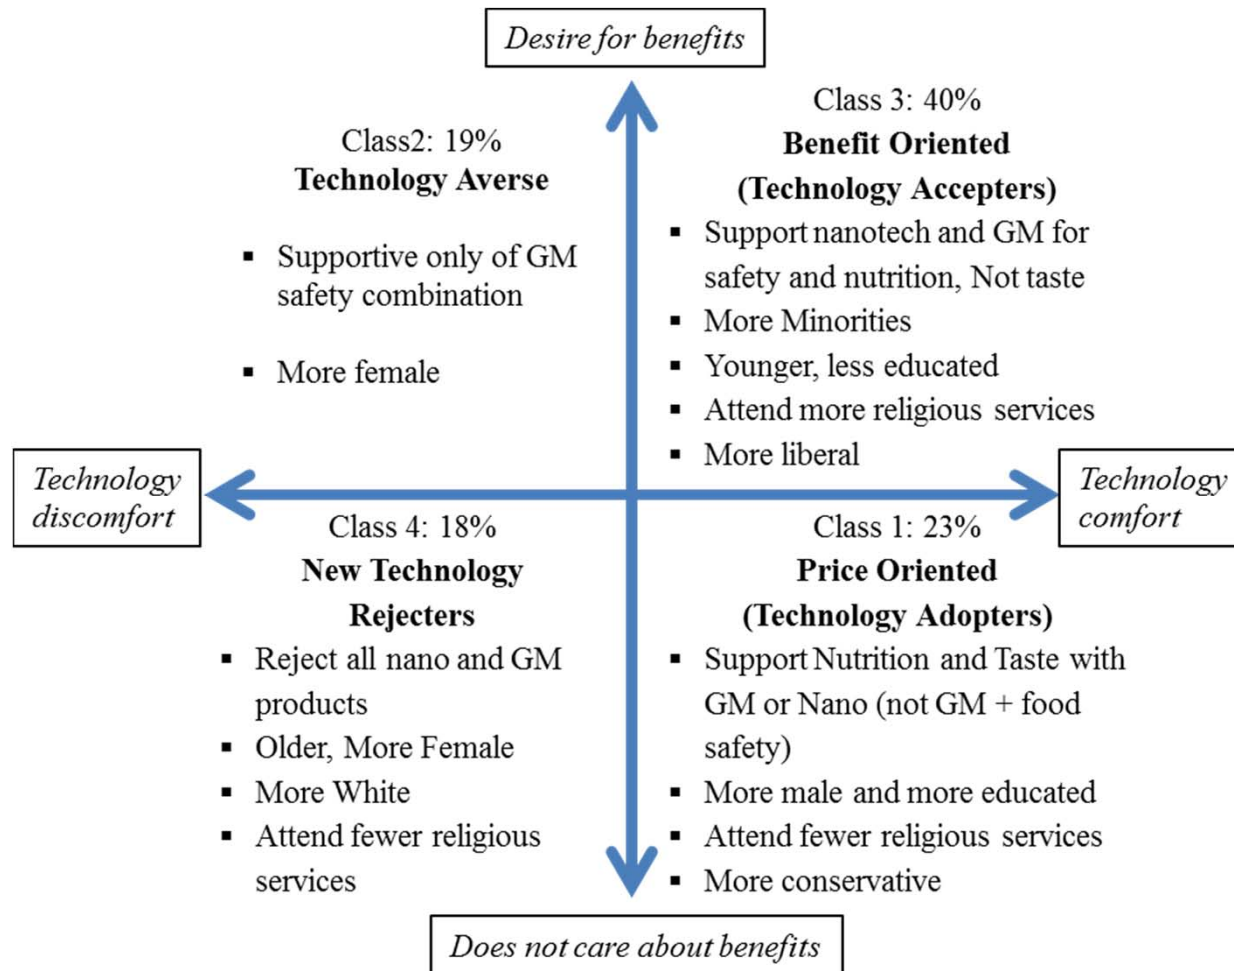 Desire for benefits
Class2: 19%
Technology Averse
▪ Supportive only of GM
safety combination
▪ More female
Class 3: 40%
Benefit Oriented
(Technology Accepters)
▪ Support nanotech and GM for
safety and nutrition, Not taste
▪ More Minorities
▪ Younger, less educated
▪ Attend more religious services
▪ More liberal
Technology
discomfort
Technology
comfort
Class 4: 18%
New Technology
Rejecters
▪ Reject all nano and GM
products
▪ Older, More Female
▪ More White
▪ Attend fewer religious
services
Class 1: 23%
Price Oriented
(Technology Adopters)
▪ Support Nutrition and Taste with
GM or Nano (not GM + food
safety)
▪ More male and more educated
▪ Attend fewer religious services
▪ More conservative
Does not care about benefits